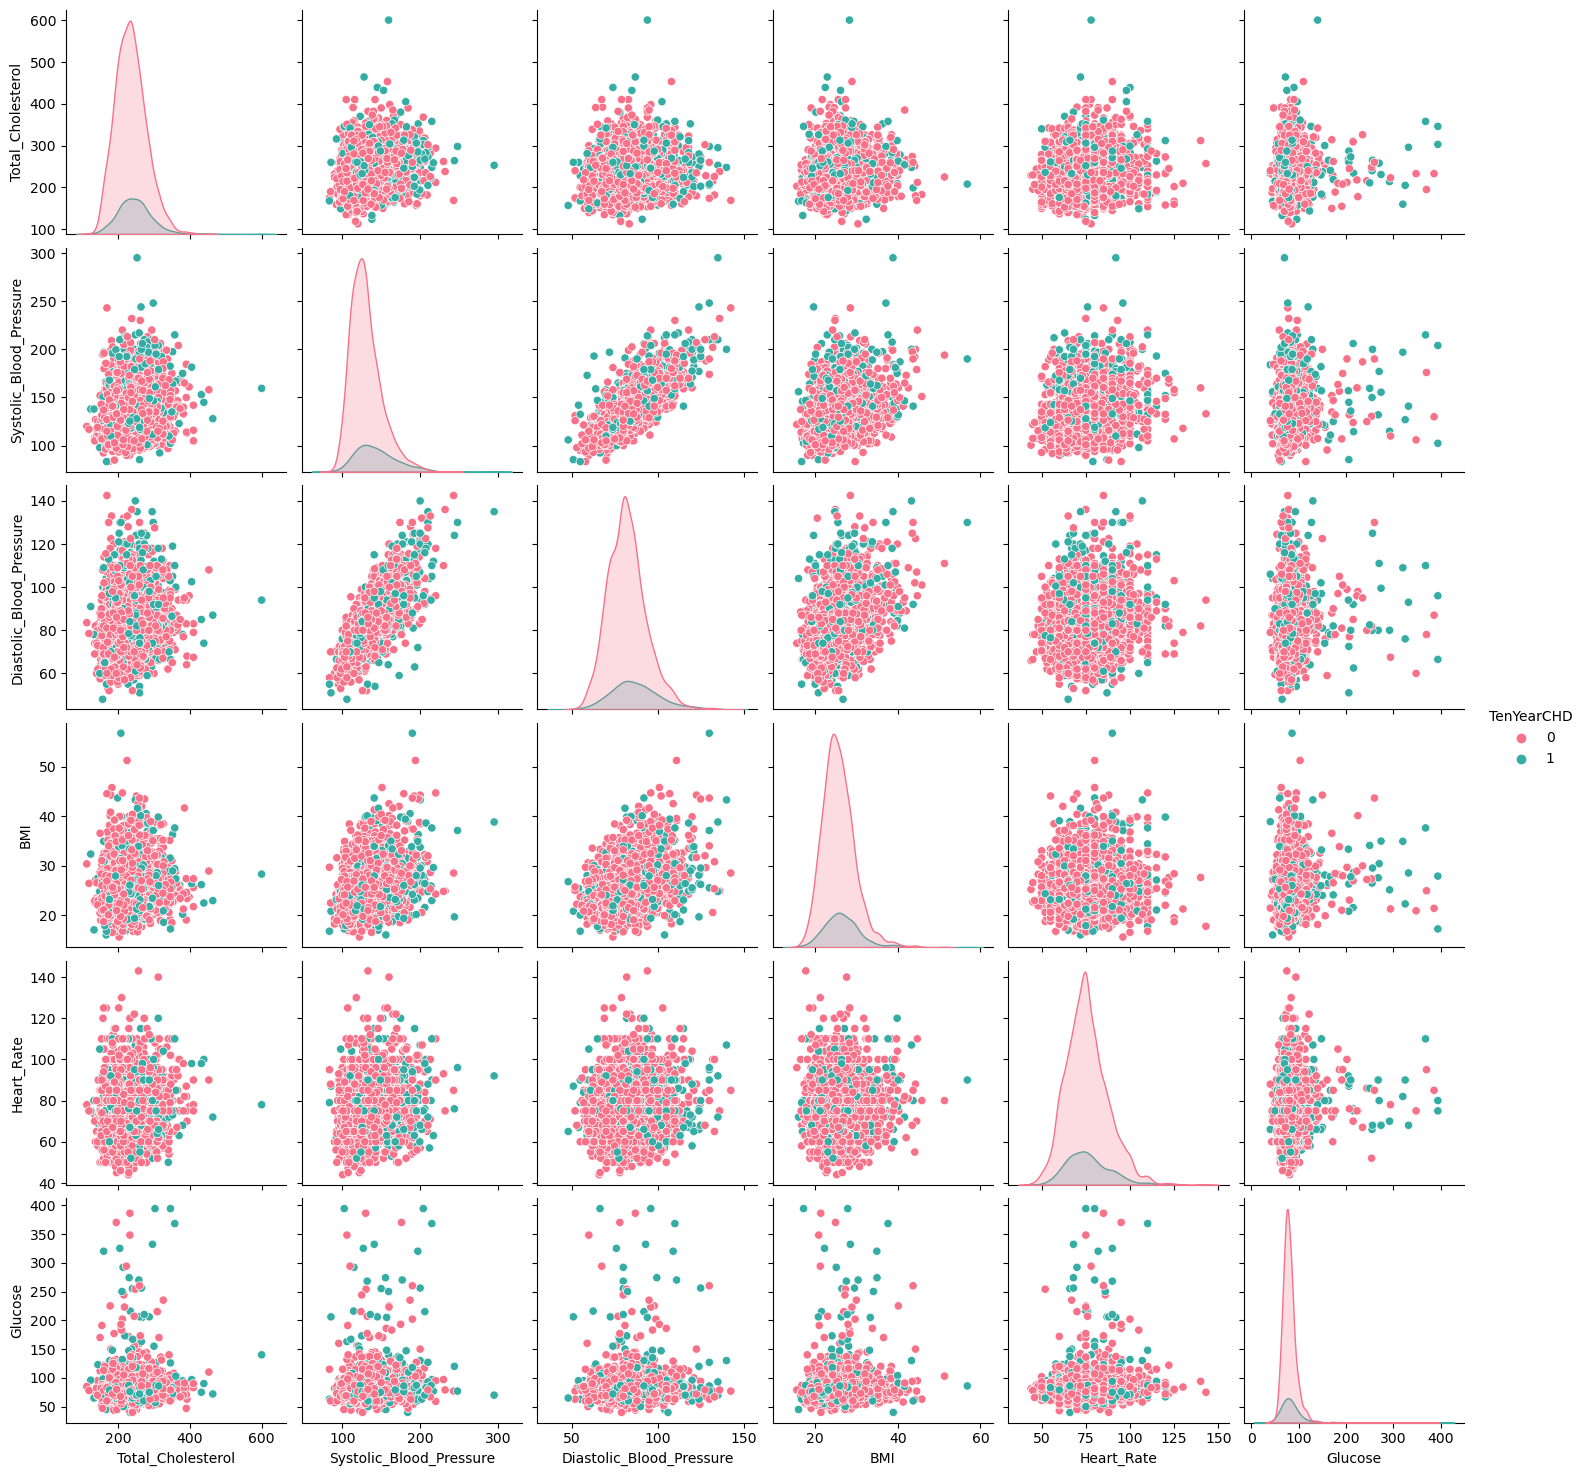 600
500
400
300
200
100
Total_Cholesterol
300
250
200
150
100
Systolic_Blood_Pressure
140
120
100
80
60
Diastolic_Blood_Pressure
TenYearCHD
0
1
50
40
30
20
BMI
140
120
100
80
60
40
Heart_Rate
400
350
300
250
200
150
100
50
Glucose
200 400 600
100 200 300
50 100 150
20 40 60
50 75 100 125 150
0 100 200 300 400
Total_Cholesterol
Systolic_Blood_Pressure
Diastolic_Blood_Pressure
BMI
Heart_Rate
Glucose